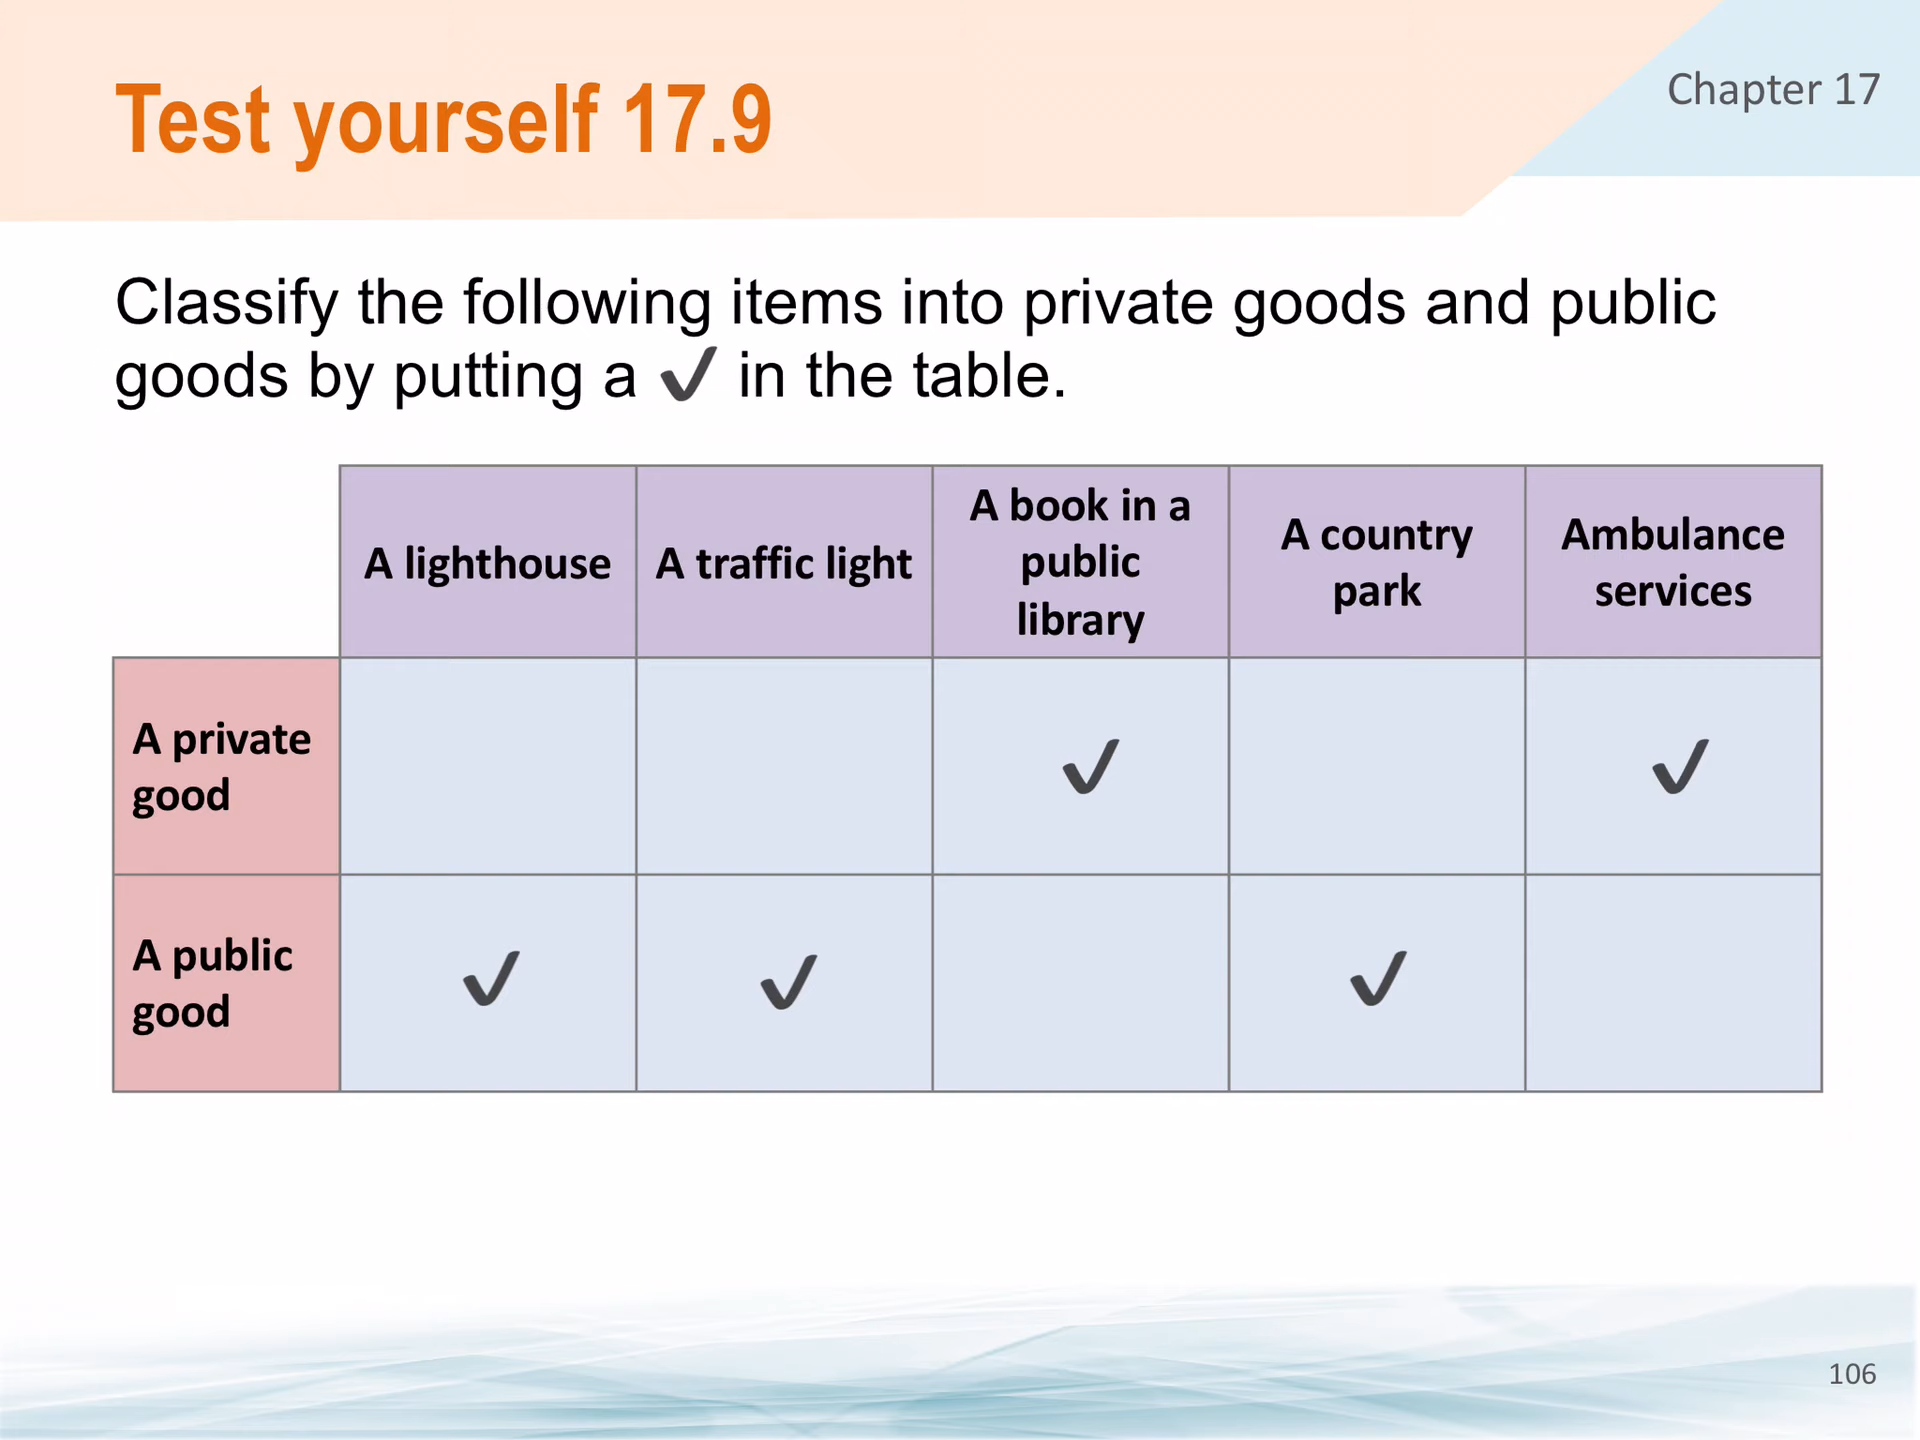 Test yourself 17.9
Chapter 17
Classify the following items into private goods and public
goods by putting a ✔ in the table.
A lighthouse
A traffic light
A book in a
public
library
A country
park
Ambulance
services
A private
good
✔
✔
A public
good
✔
✔
✔
106